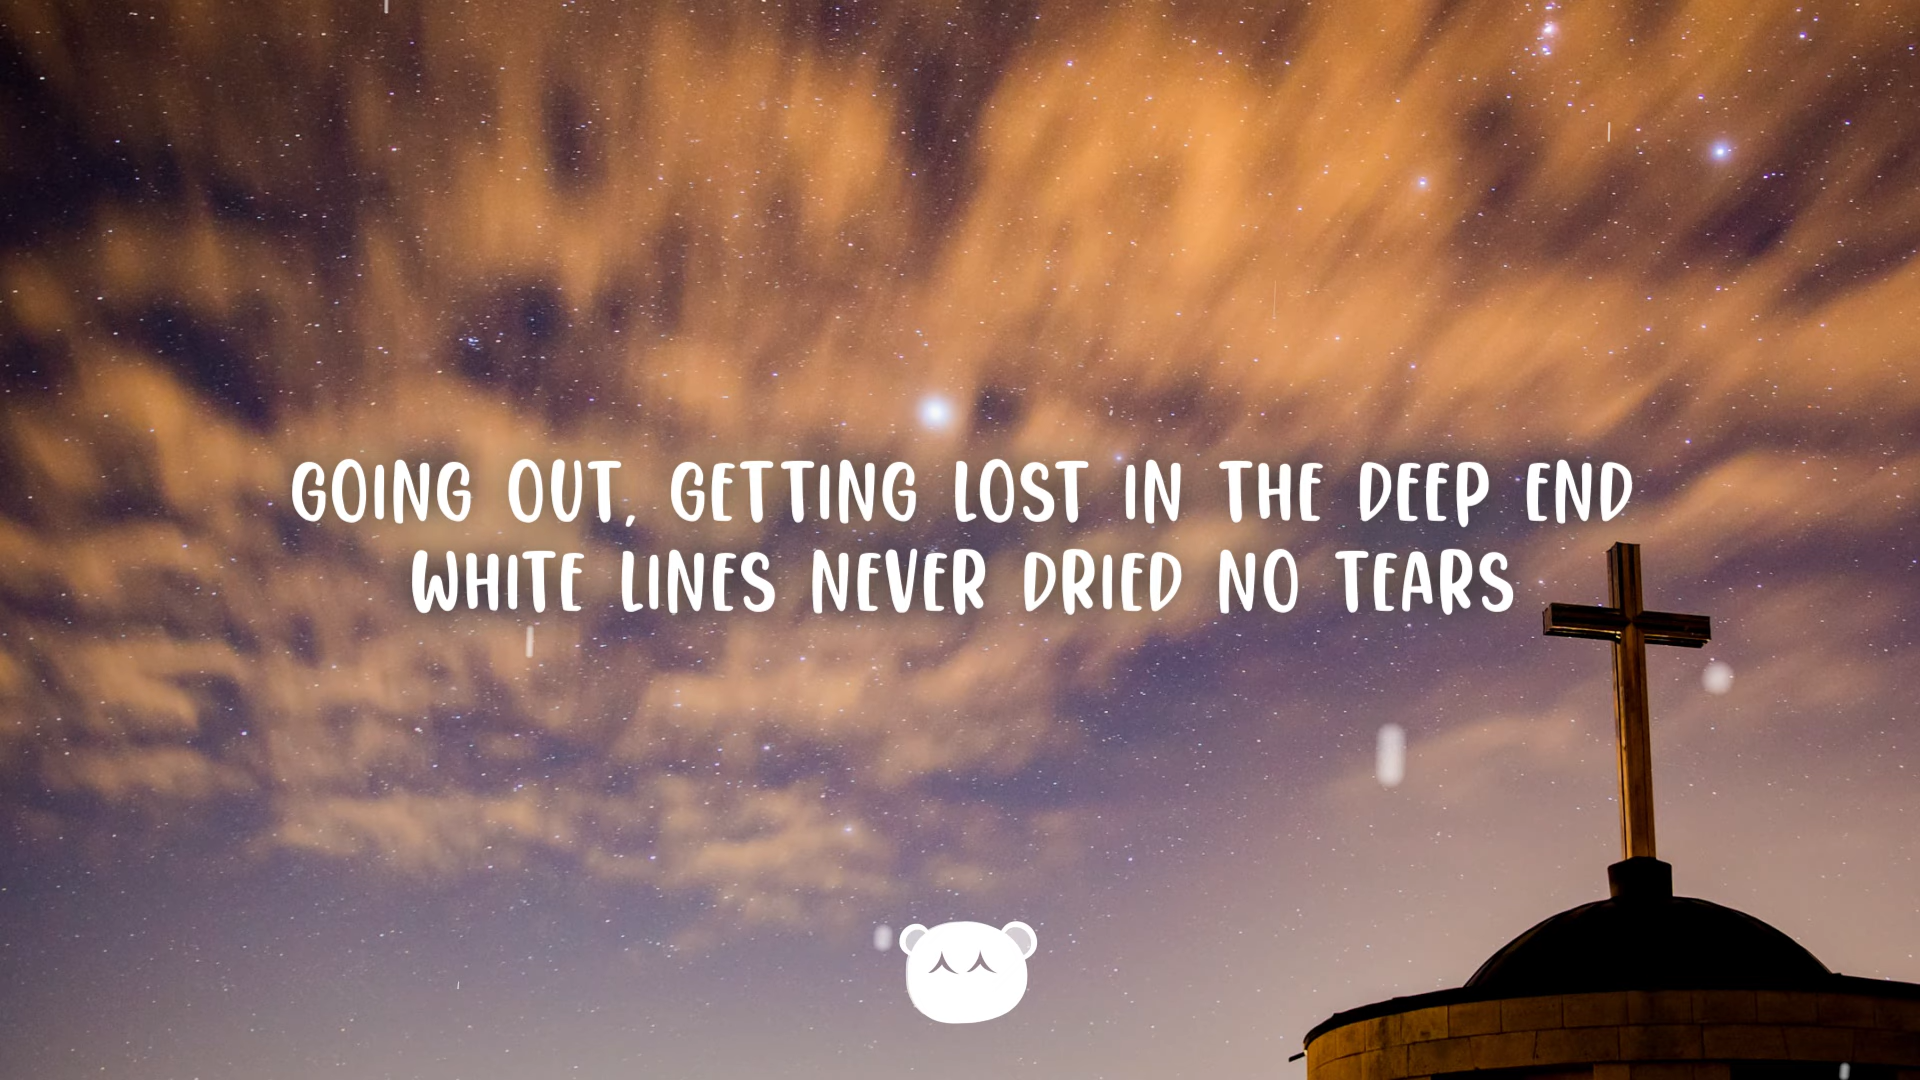 GOING OUT, GETTING LOST IN THE DEEP END
WHITE LINES NEVER DRIED NO TEARS